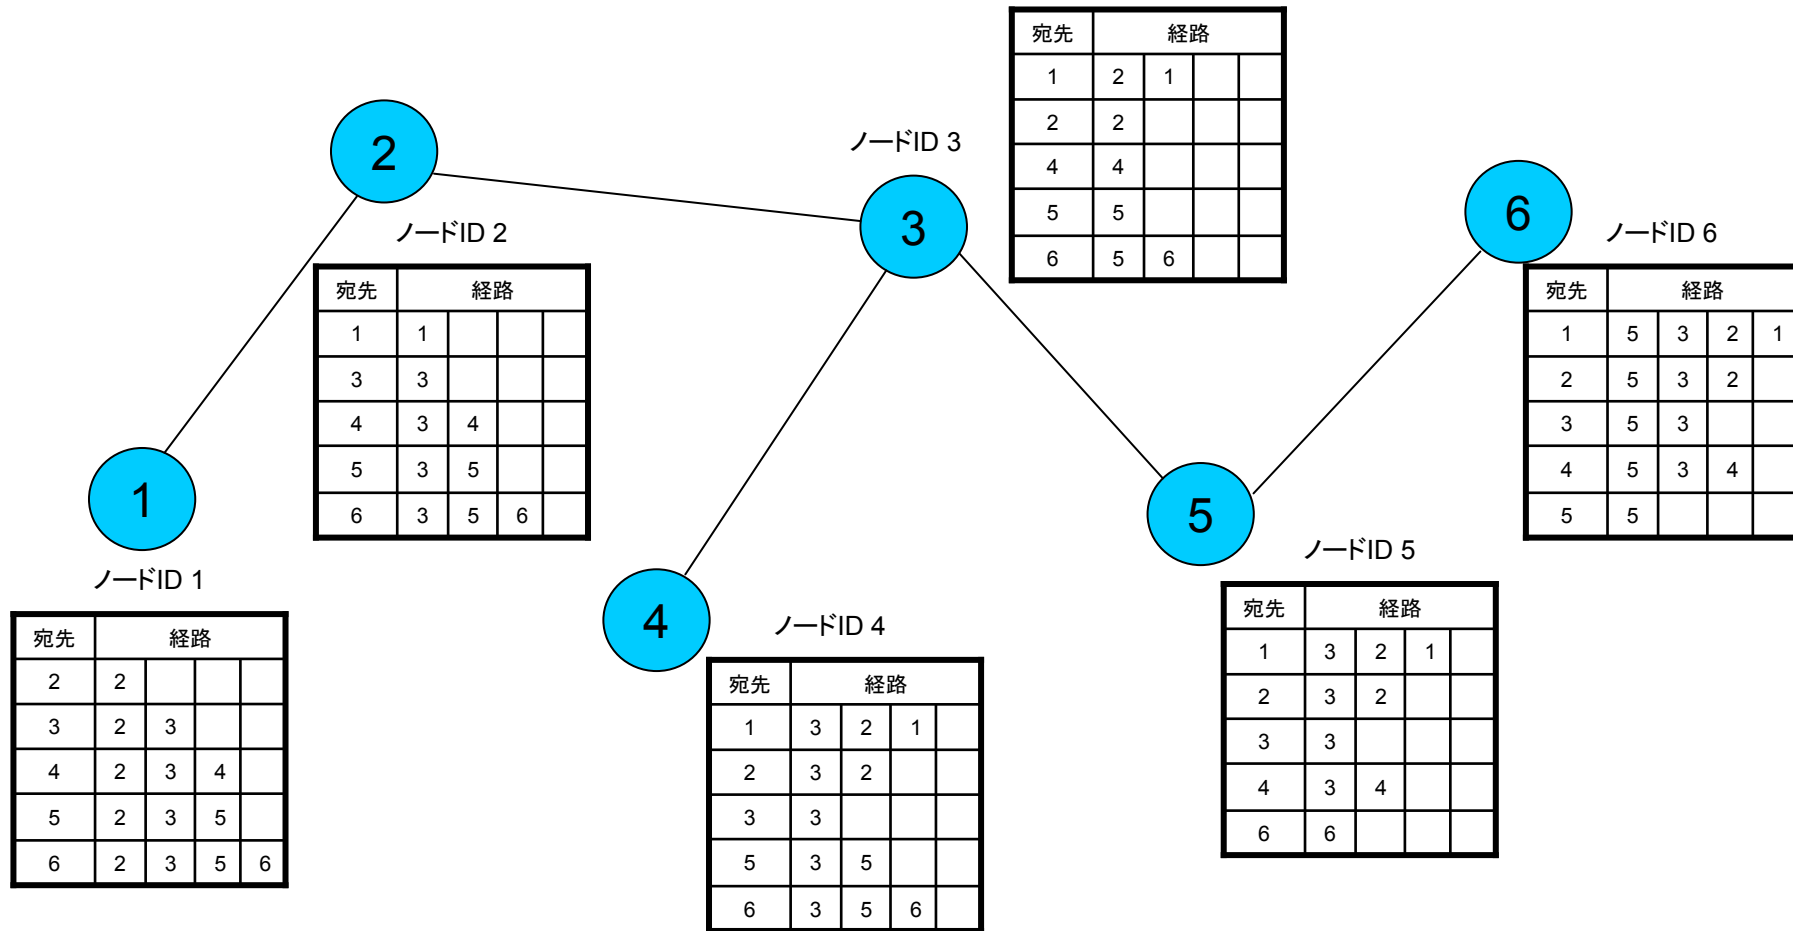 2
1
3
4
5
6
ノードID 1
宛先 経路
2 2
3 2 3
4 2 3 4
5 2 3 5
6 2 3 5 6
ノードID 2
宛先 経路
1 1
3 3
4 3 4
5 3 5
6 3 5 6
ノードID 3
宛先 経路
1 2 1
2 2
4 4
5 5
6 5 6
ノードID 4
宛先 経路
1 3 2 1
2 3 2
3 3
5 3 5
6 3 5 6
ノードID 5
宛先 経路
1 3 2 1
2 3 2
3 3
4 3 4
6 6
ノードID 6
宛先 経路
1 5 3 2 1
2 5 3 2
3 5 3
4 5 3 4
5 5